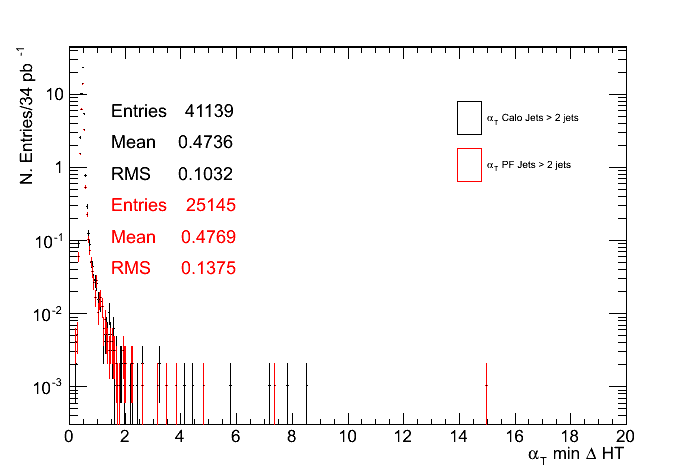 N. Entries/34 pb⁻¹
10
1
10⁻¹
10⁻²
10⁻³
Entries 41139
Mean 0.4736
RMS 0.1032
Entries 25145
Mean 0.4769
RMS 0.1375
α_T Calo Jets > 2 jets
α_T PF Jets > 2 jets
0 2 4 6 8 10 12 14 16 18 20
α_T min Δ HT